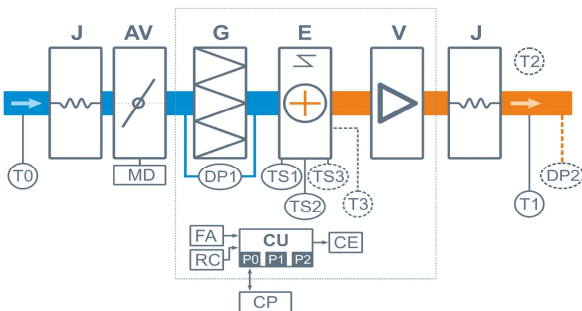 J AV G E V J
T2
T0 MD DP1 TS1 TS3 DP2
TS2 T3 T1
FA CU CE
RC P0 P1 P2
CP